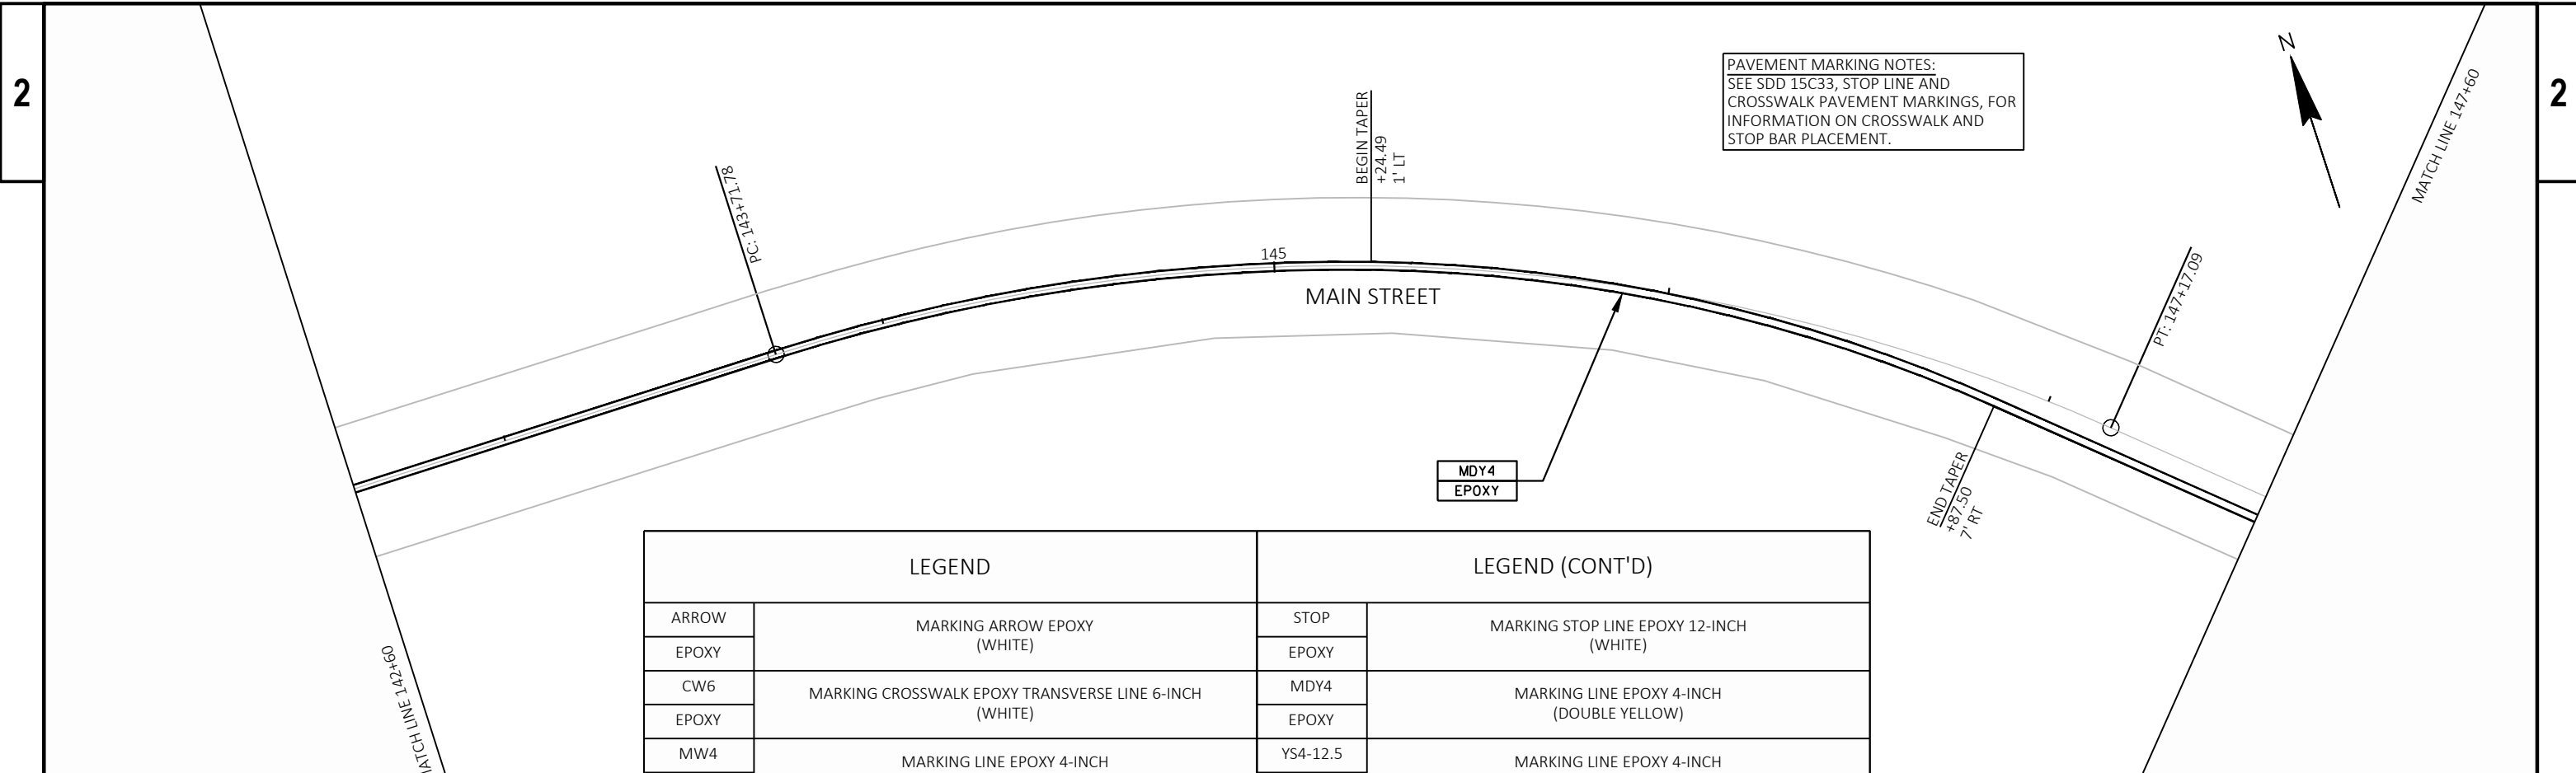 2
2
N
PAVEMENT MARKING NOTES:
SEE SDD 15C33, STOP LINE AND
CROSSWALK PAVEMENT MARKINGS, FOR
INFORMATION ON CROSSWALK AND
STOP BAR PLACEMENT.
MATCH LINE 147+60
BEGIN TAPER
+24.49
1' LT
PC: 143+71.78
145
MAIN STREET
PT: 147+17.09
MDY4
EPOXY
END TAPER
+87.50
7' RT
MATCH LINE 142+60
LEGEND
LEGEND (CONT'D)
ARROW
EPOXY
MARKING ARROW EPOXY
(WHITE)
STOP
EPOXY
MARKING STOP LINE EPOXY 12-INCH
(WHITE)
CW6
EPOXY
MARKING CROSSWALK EPOXY TRANSVERSE LINE 6-INCH
(WHITE)
MDY4
EPOXY
MARKING LINE EPOXY 4-INCH
(DOUBLE YELLOW)
MW4
MARKING LINE EPOXY 4-INCH
YS4-12.5
MARKING LINE EPOXY 4-INCH